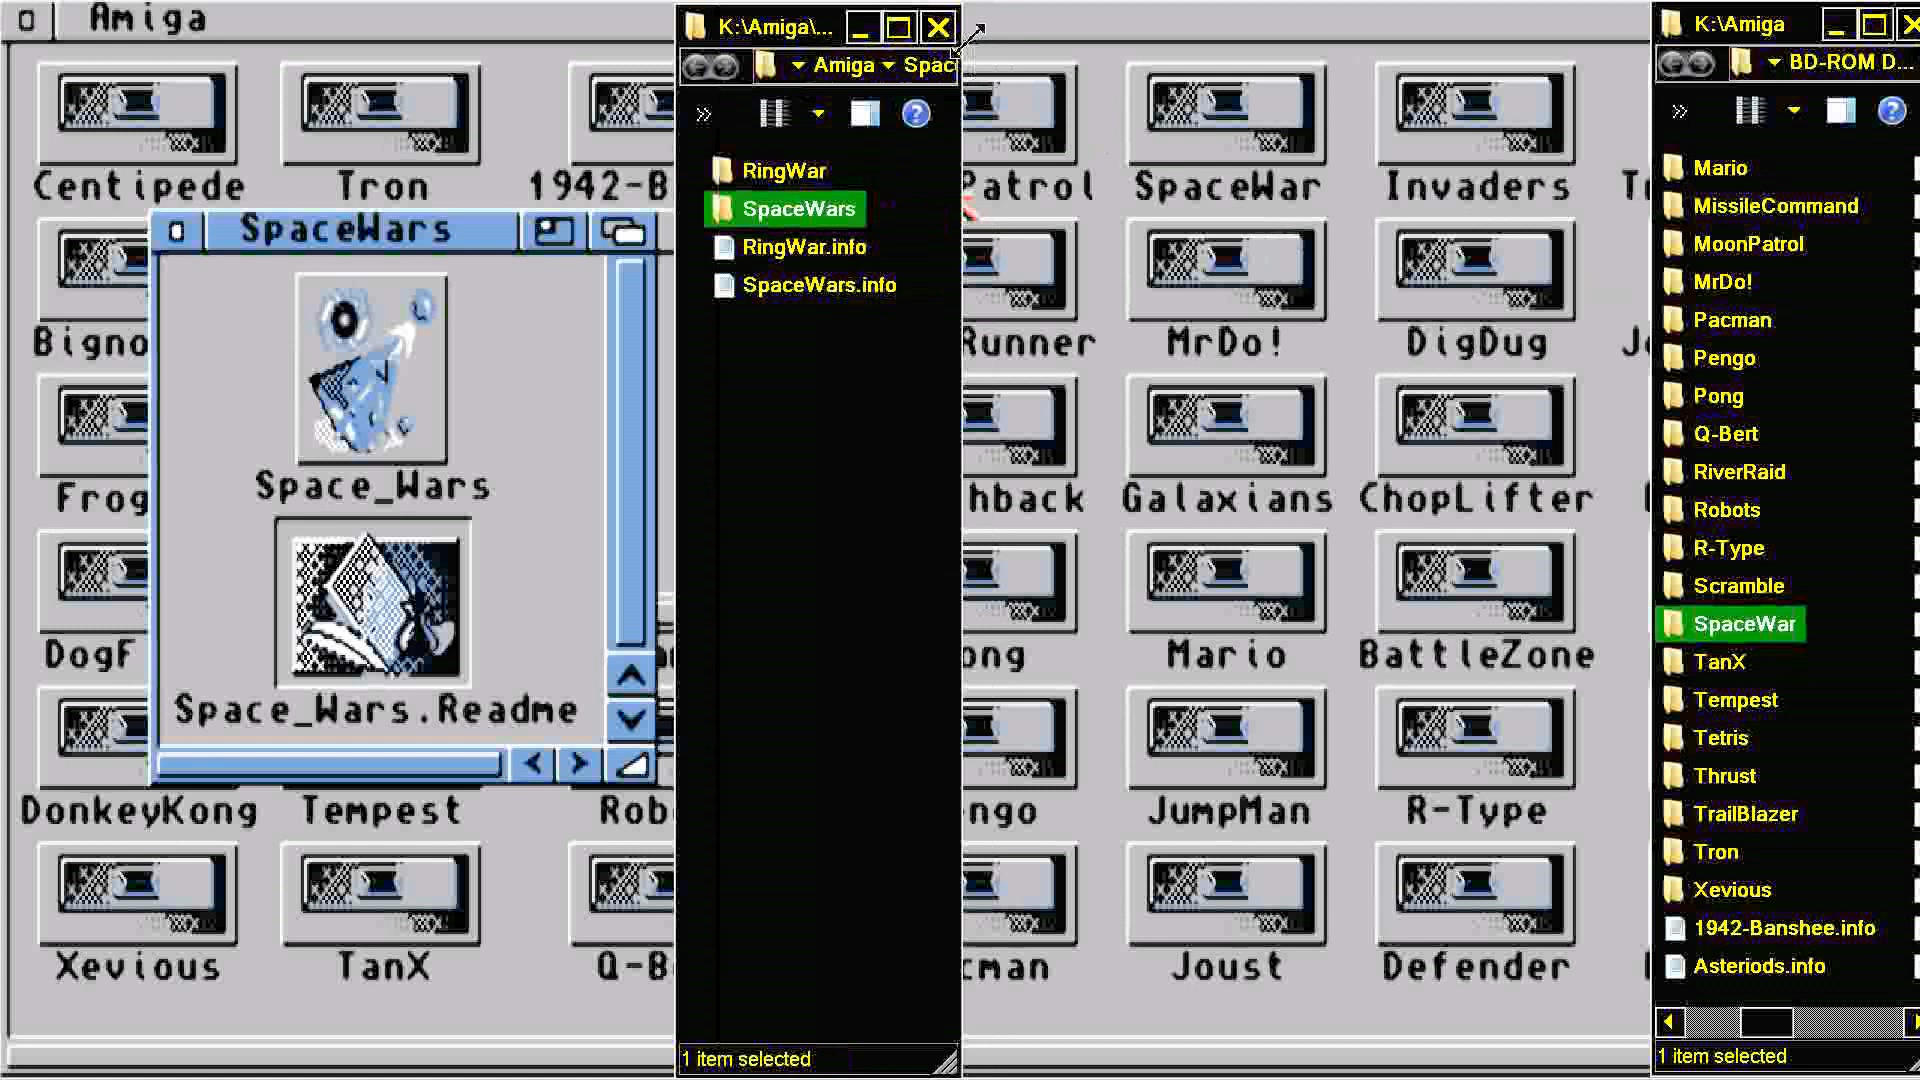 Amiga
Centipede
Tron
1942-B
Patrol
SpaceWar
Invaders
Bigno
Runner
MrDo!
DigDug
Frog
hback
Galaxians
ChopLifter
DogF
ong
Mario
BattleZone
DonkeyKong
Tempest
Rob
ngo
JumpMan
R-Type
Xevious
TanX
Q-B
cman
Joust
Defender
SpaceWars
Space_Wars
Space_Wars.Readme
K:\Amiga\...
Amiga Spac
RingWar
SpaceWars
RingWar.info
SpaceWars.info
1 item selected
K:\Amiga
BD-ROM D...
Mario
MissileCommand
MoonPatrol
MrDo!
Pacman
Pengo
Pong
Q-Bert
RiverRaid
Robots
R-Type
Scramble
SpaceWar
TanX
Tempest
Tetris
Thrust
TrailBlazer
Tron
Xevious
1942-Banshee.info
Asteriods.info
1 item selected